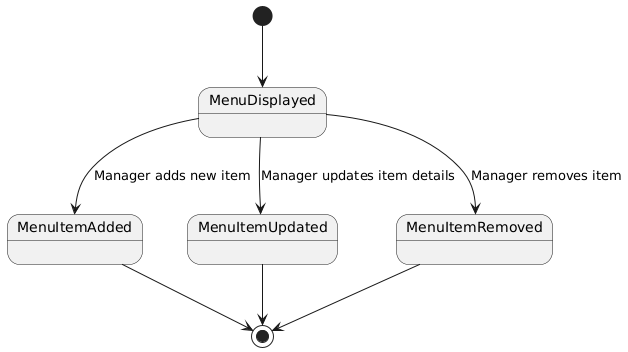 MenuDisplayed
Manager adds new item
Manager updates item details
Manager removes item
MenuItemAdded
MenuItemUpdated
MenuItemRemoved